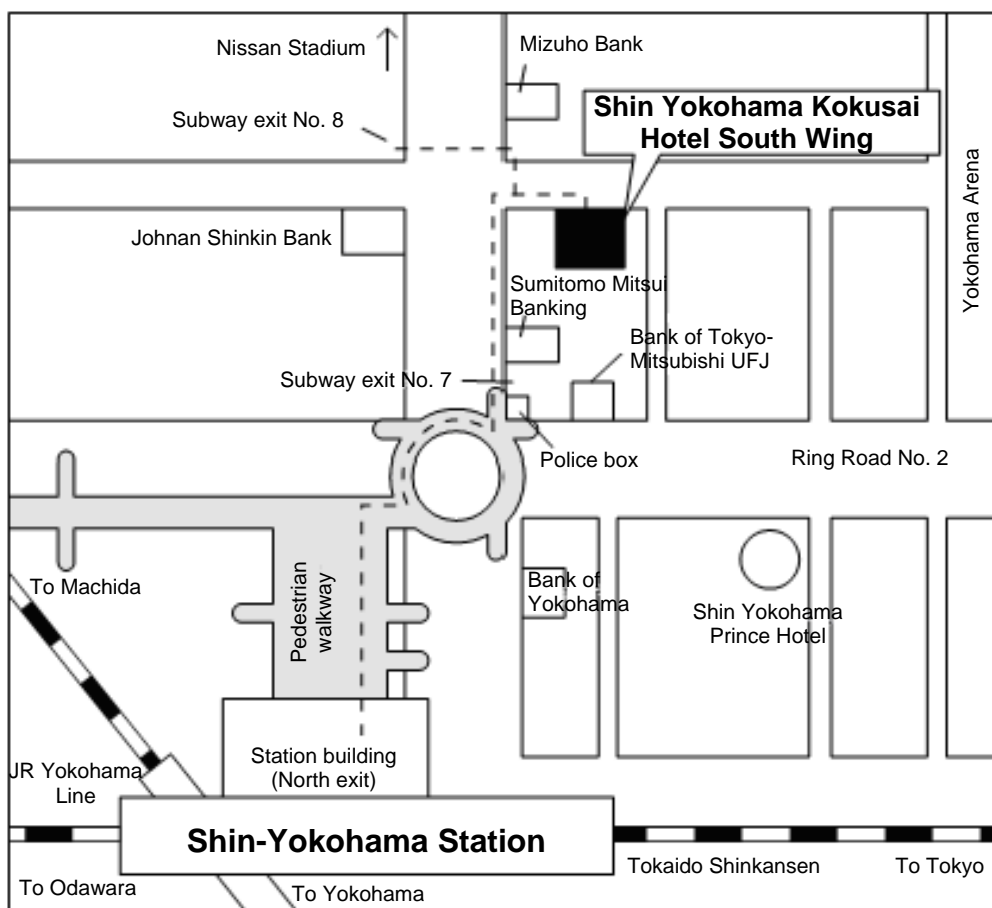 Nissan Stadium
Mizuho Bank
Shin Yokohama Kokusai
Hotel South Wing
Subway exit No. 8
Yokohama Arena
Johnan Shinkin Bank
Sumitomo Mitsui
Banking
Bank of Tokyo-
Mitsubishi UFJ
Subway exit No. 7
Police box
Ring Road No. 2
To Machida
Pedestrian
walkway
Bank of
Yokohama
Shin Yokohama
Prince Hotel
Station building
(North exit)
JR Yokohama
Line
Shin-Yokohama Station
Tokaido Shinkansen
To Tokyo
To Odawara
To Yokohama